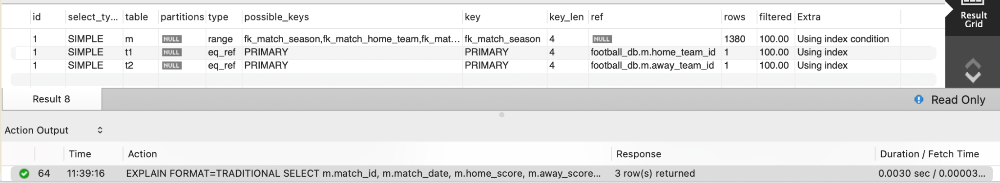 id select_ty... table partitions type possible_keys key key_len ref rows filtered Extra
1 SIMPLE m NULL range fk_match_season,fk_match_home_team,fk_mat... fk_match_season 4 NULL 1380 100.00 Using index condition
1 SIMPLE t1 NULL eq_ref PRIMARY PRIMARY 4 football_db.m.home_team_id 1 100.00 Using index
1 SIMPLE t2 NULL eq_ref PRIMARY PRIMARY 4 football_db.m.away_team_id 1 100.00 Using index
Result
Grid
Result 8 Read Only
Action Output
Time Action Response Duration / Fetch Time
64 11:39:16 EXPLAIN FORMAT=TRADITIONAL SELECT m.match_id, m.match_date, m.home_score, m.away_score... 3 row(s) returned 0.0030 sec / 0.00003...